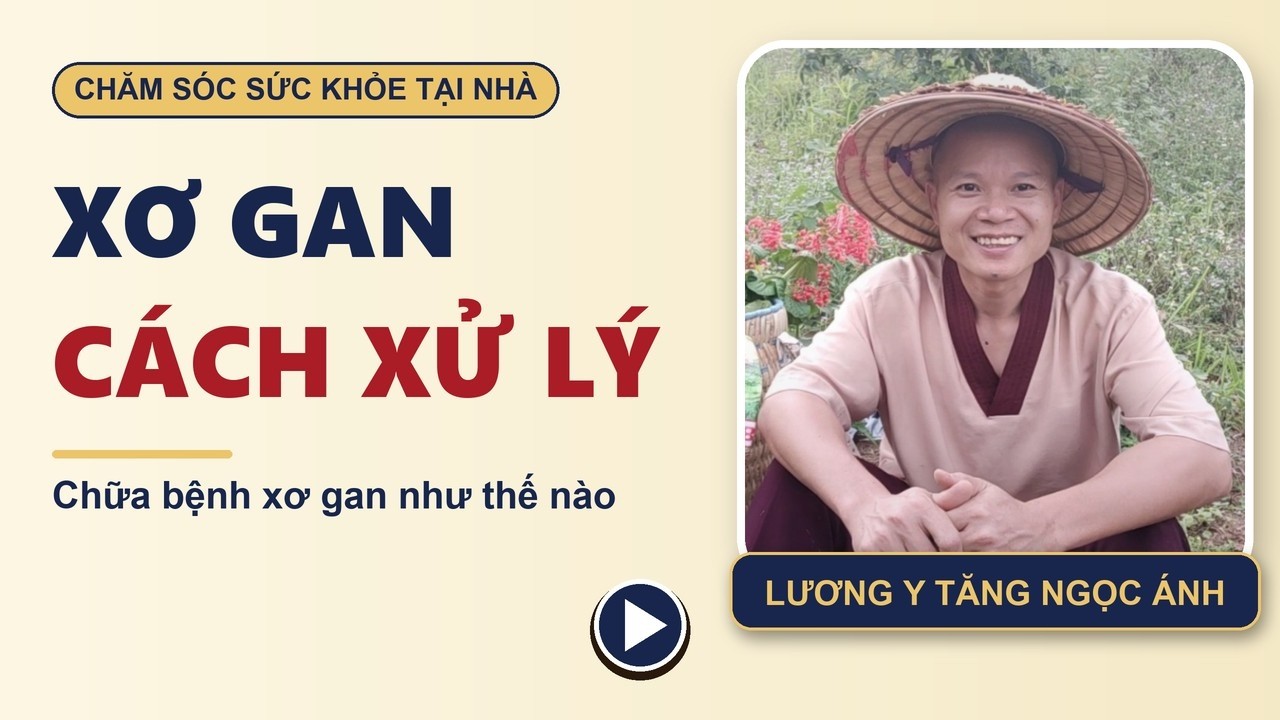 CHĂM SÓC SỨC KHỎE TẠI NHÀ
XƠ GAN
CÁCH XỬ LÝ
Chữa bệnh xơ gan như thế nào
LƯƠNG Y TĂNG NGỌC ÁNH